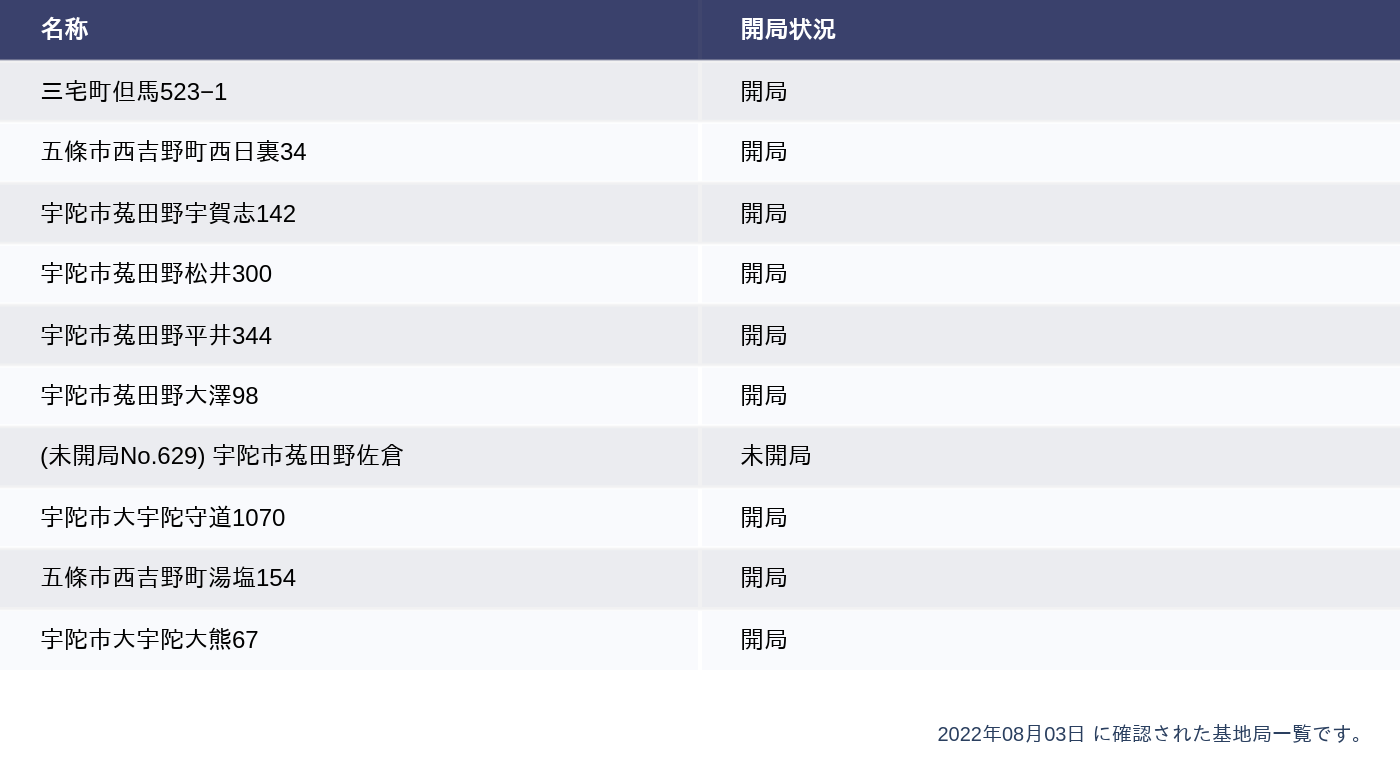 名称 開局状況
三宅町但馬523−1 開局
五條市西吉野町西日裏34 開局
宇陀市菟田野宇賀志142 開局
宇陀市菟田野松井300 開局
宇陀市菟田野平井344 開局
宇陀市菟田野大澤98 開局
(未開局No.629) 宇陀市菟田野佐倉 未開局
宇陀市大宇陀守道1070 開局
五條市西吉野町湯塩154 開局
宇陀市大宇陀大熊67 開局
2022年08月03日 に確認された基地局一覧です。